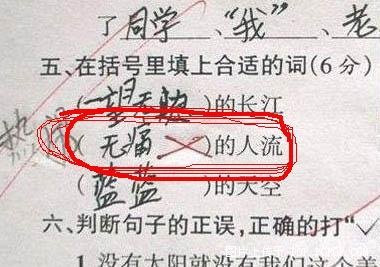 了同学、“我”、老
五、在括号里填上合适的词(6分)
(一望无垠)的长江
(无痛)的人流
(蓝蓝)的天空
六、判断句子的正误,正确的打“√
1.没有太阳就没有我们这个美